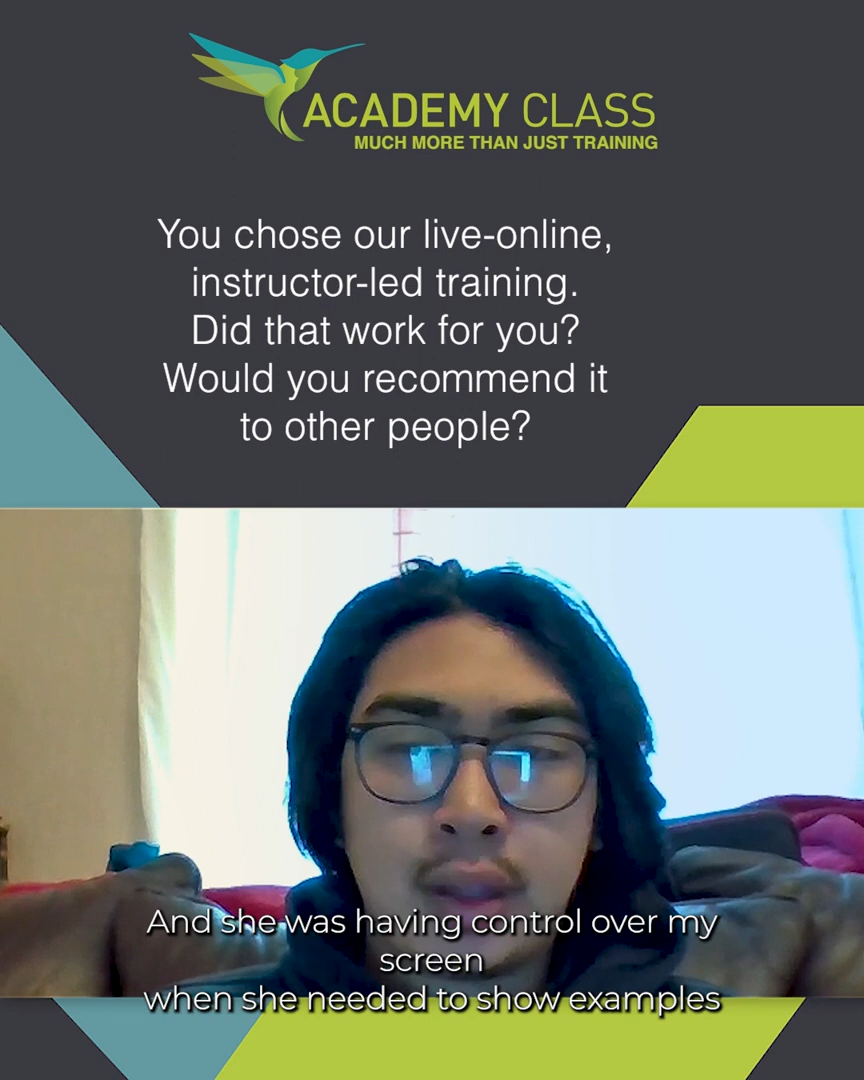 ACADEMY CLASS
MUCH MORE THAN JUST TRAINING
You chose our live-online,
instructor-led training.
Did that work for you?
Would you recommend it
to other people?
And she was having control over my
screen
when she needed to show examples